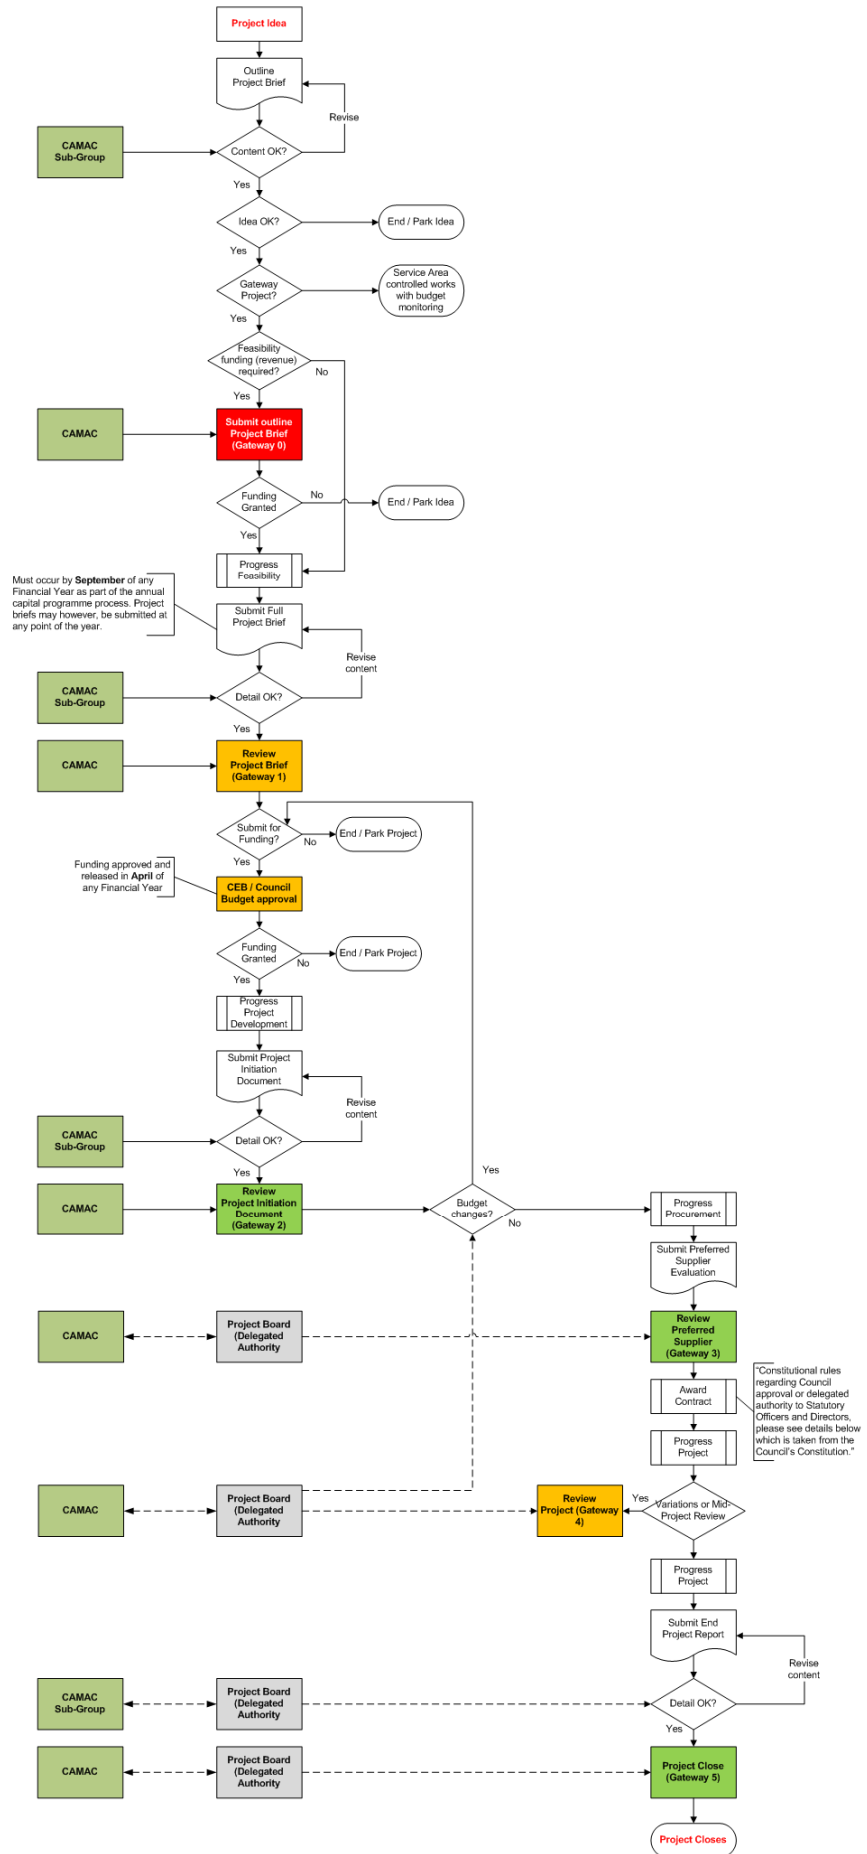 Project Idea
Outline
Project Brief
Revise
CAMAC
Sub-Group
Content OK?
Yes
Idea OK?
End / Park Idea
Yes
Gateway
Project?
Service Area
controlled works
with budget
monitoring
Yes
Feasibility
funding (revenue)
required?
No
Yes
CAMAC
Submit outline
Project Brief
(Gateway 0)
Funding
Granted
No
End / Park Idea
Yes
Progress
Feasibility
Must occur by September of any
Financial Year as part of the annual
capital programme process. Project
briefs may however, be submitted at
any point of the year.
Submit Full
Project Brief
Revise
content
CAMAC
Sub-Group
Detail OK?
Yes
CAMAC
Review
Project Brief
(Gateway 1)
Submit for
Funding?
No
End / Park Project
Yes
Funding approved and
released in April of
any Financial Year
CEB / Council
Budget approval
Funding
Granted
No
End / Park Project
Yes
Progress
Project
Development
Submit Project
Initiation
Document
Revise
content
CAMAC
Sub-Group
Detail OK?
Yes
Yes
CAMAC
Review
Project Initiation
Document
(Gateway 2)
Budget
changes?
No
Progress
Procurement
Submit Preferred
Supplier
Evaluation
CAMAC
Project Board
(Delegated
Authority
Review
Preferred
Supplier
(Gateway 3)
"Constitutional rules
regarding Council
approval or delegated
authority to Statutory
Officers and Directors,
please see details below
which is taken from the
Council's Constitution."
Award
Contract
Progress
Project
CAMAC
Project Board
(Delegated
Authority
Review
Project (Gateway
4)
Yes
Variations or Mid-
Project Review
Progress
Project
Submit End
Project Report
Revise
content
CAMAC
Sub-Group
Project Board
(Delegated
Authority
Detail OK?
Yes
CAMAC
Project Board
(Delegated
Authority
Project Close
(Gateway 5)
Project Closes